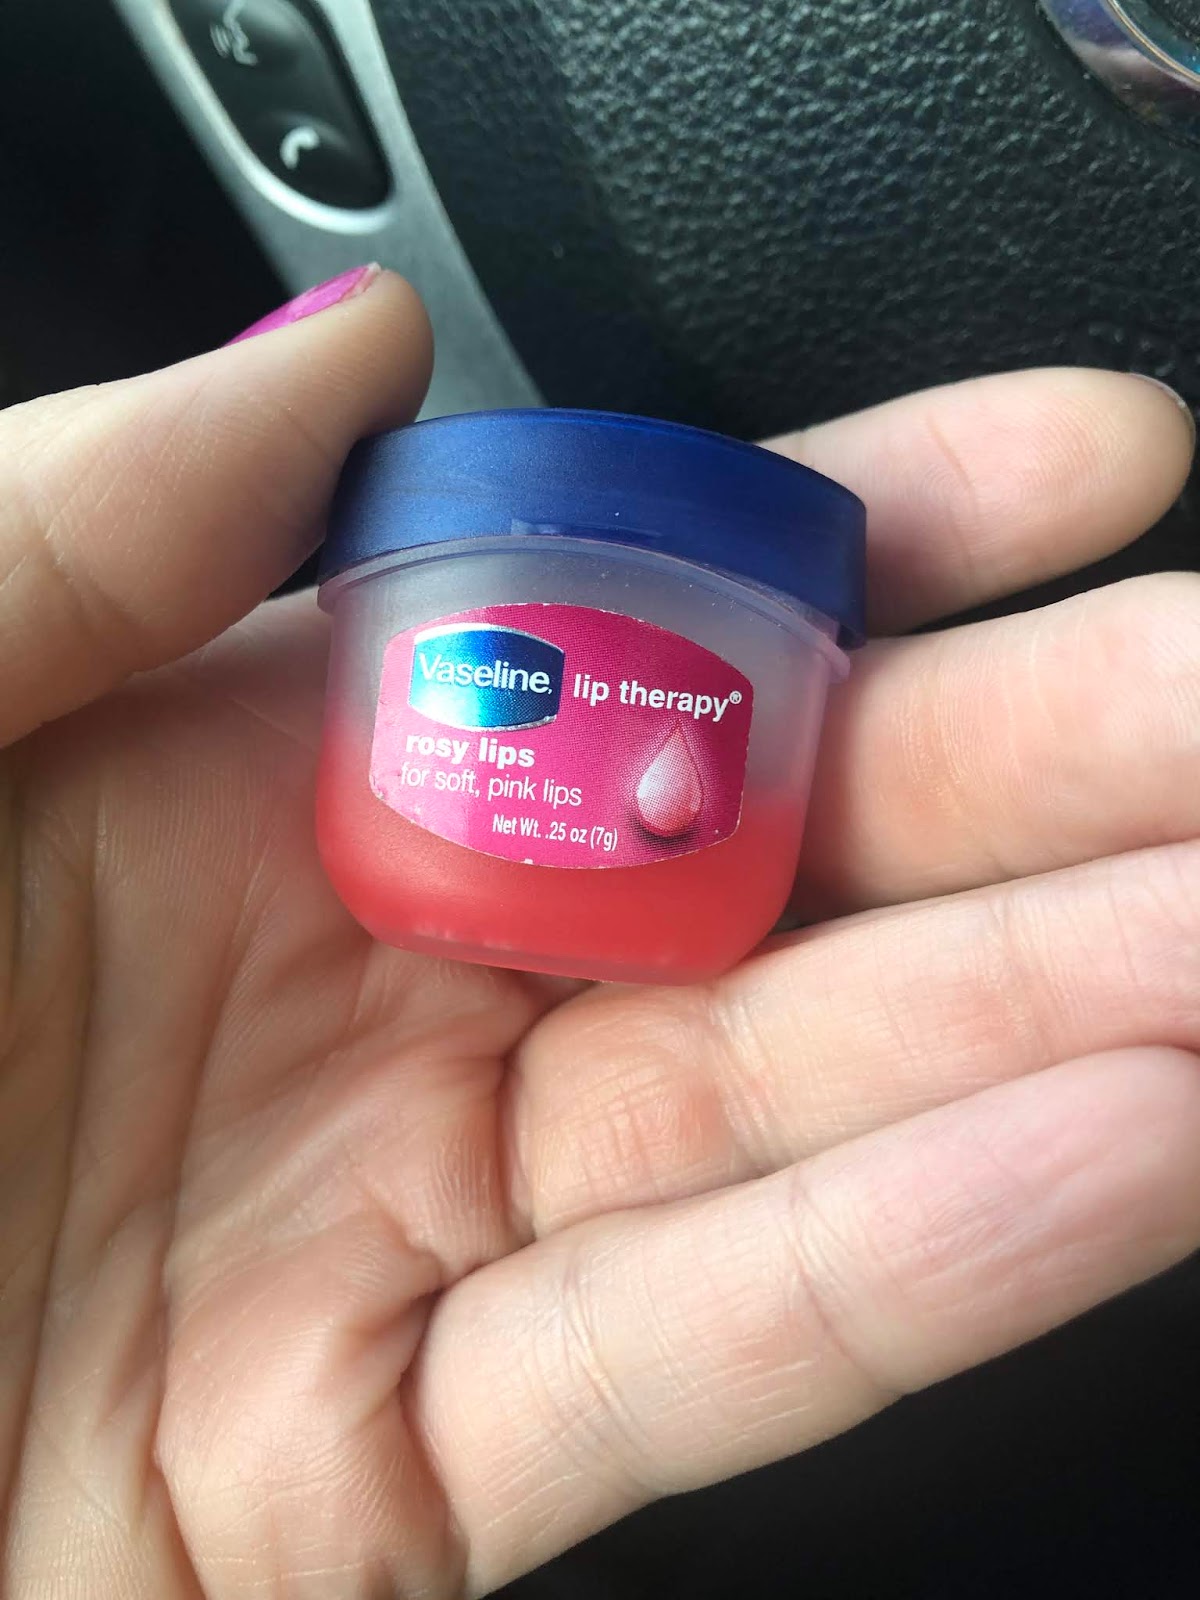 Vaseline. lip therapy®
rosy lips
for soft, pink lips
Net Wt. .25 oz (7g)